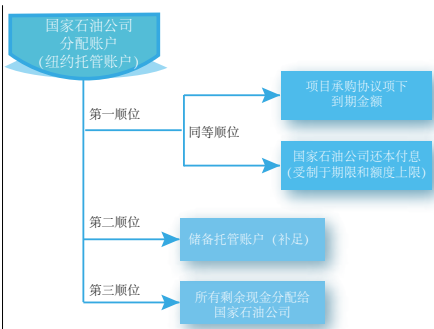 国家石油公司
分配账户
(纽约托管账户)
第一顺位
同等顺位
项目承购协议项下
到期金额
国家石油公司还本付息
(受制于期限和额度上限)
第二顺位
储备托管账户（补足）
第三顺位
所有剩余现金分配给
国家石油公司